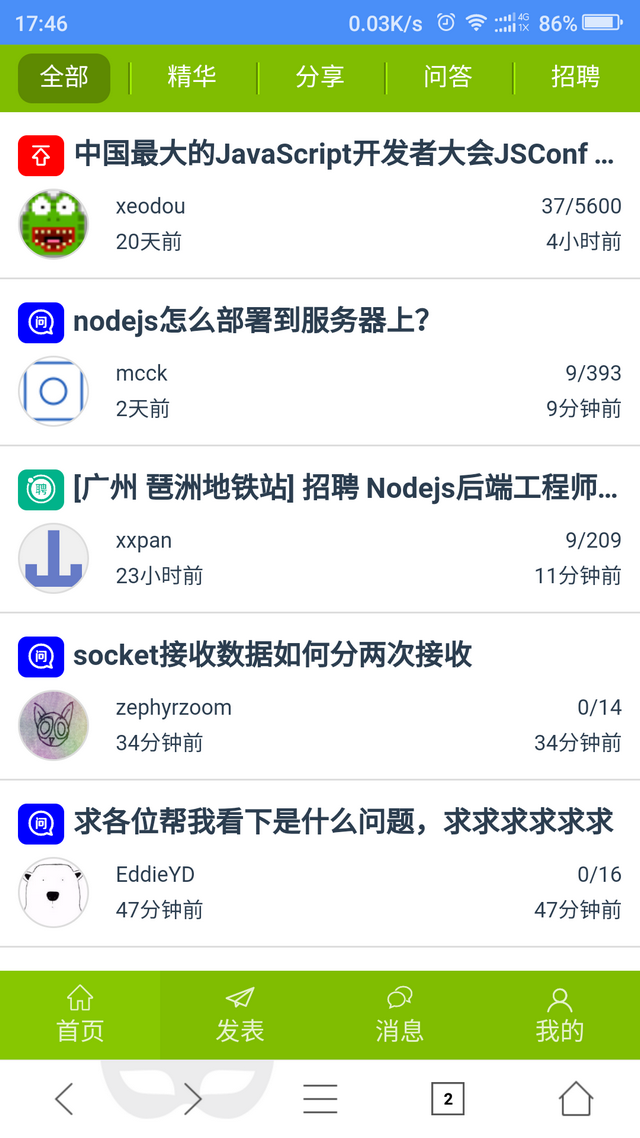 17:46 0.03K/s 4G 1X 86%
全部 精华 分享 问答 招聘
中国最大的JavaScript开发者大会JSConf ...
xeodou 37/5600
20天前 4小时前
问 nodejs怎么部署到服务器上?
mcck 9/393
2天前 9分钟前
聘 [广州 琶洲地铁站] 招聘 Nodejs后端工程师...
xxpan 9/209
23小时前 11分钟前
问 socket接收数据如何分两次接收
zephyrzoom 0/14
34分钟前 34分钟前
问 求各位帮我看下是什么问题，求求求求求求
EddieYD 0/16
47分钟前 47分钟前
首页 发表 消息 我的
2